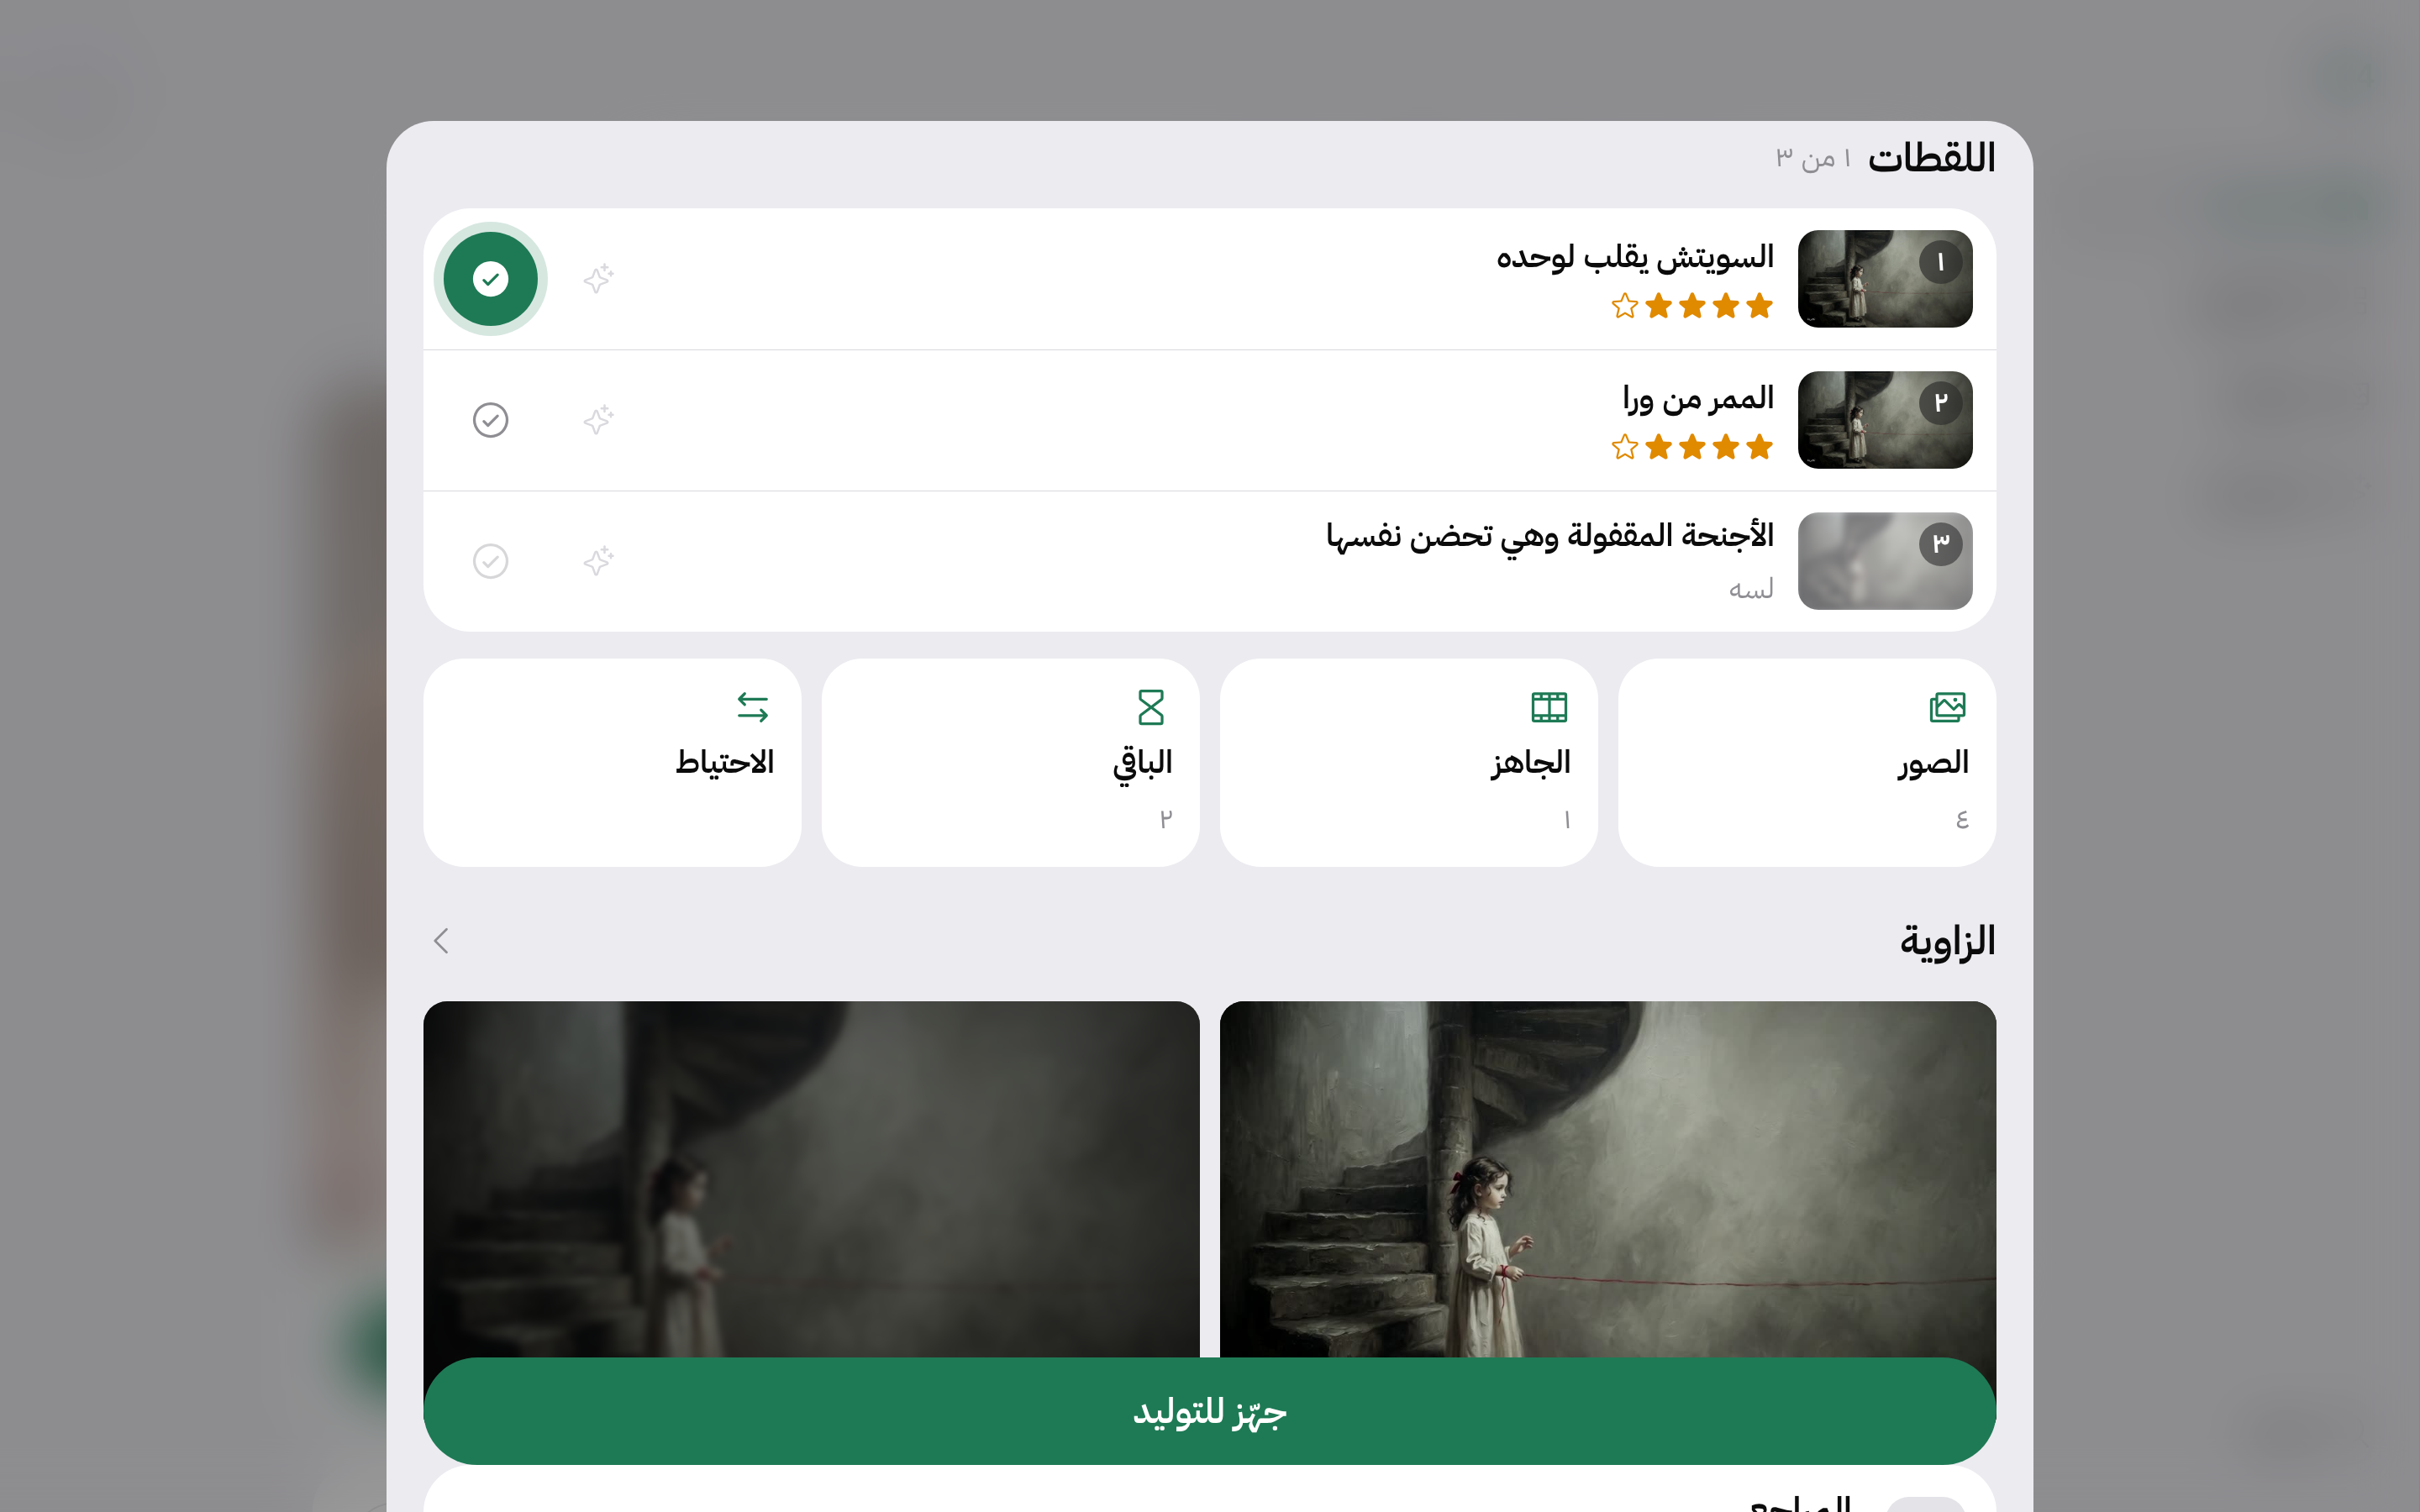 اللقطات ١ من ٣
١
السويتش يقلب لوحده
٢
الممر من ورا
٣
الأجنحة المقفولة وهي تحضن نفسها
لسه
الصور
٤
الجاهز
١
الباقي
٢
الاحتياط
الزاوية
جهّز للتوليد
المراجع